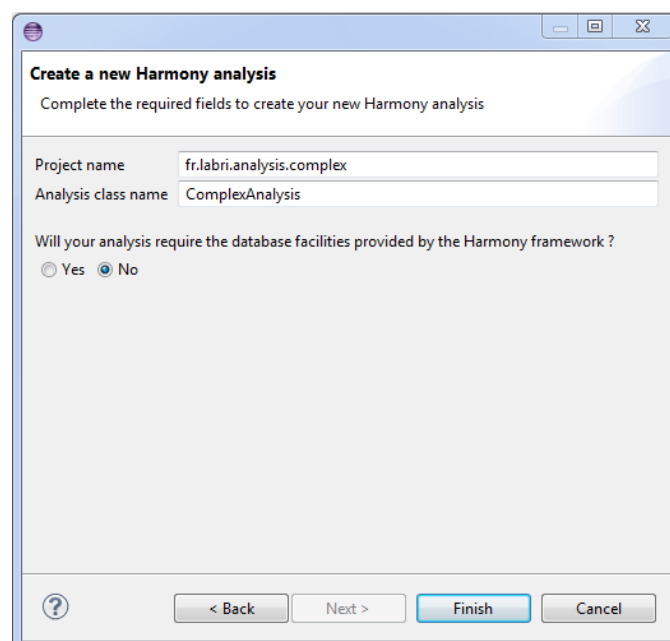 Create a new Harmony analysis
Complete the required fields to create your new Harmony analysis
Project name fr.labri.analysis.complex
Analysis class name ComplexAnalysis
Will your analysis require the database facilities provided by the Harmony framework ?
Yes No
? < Back Next > Finish Cancel